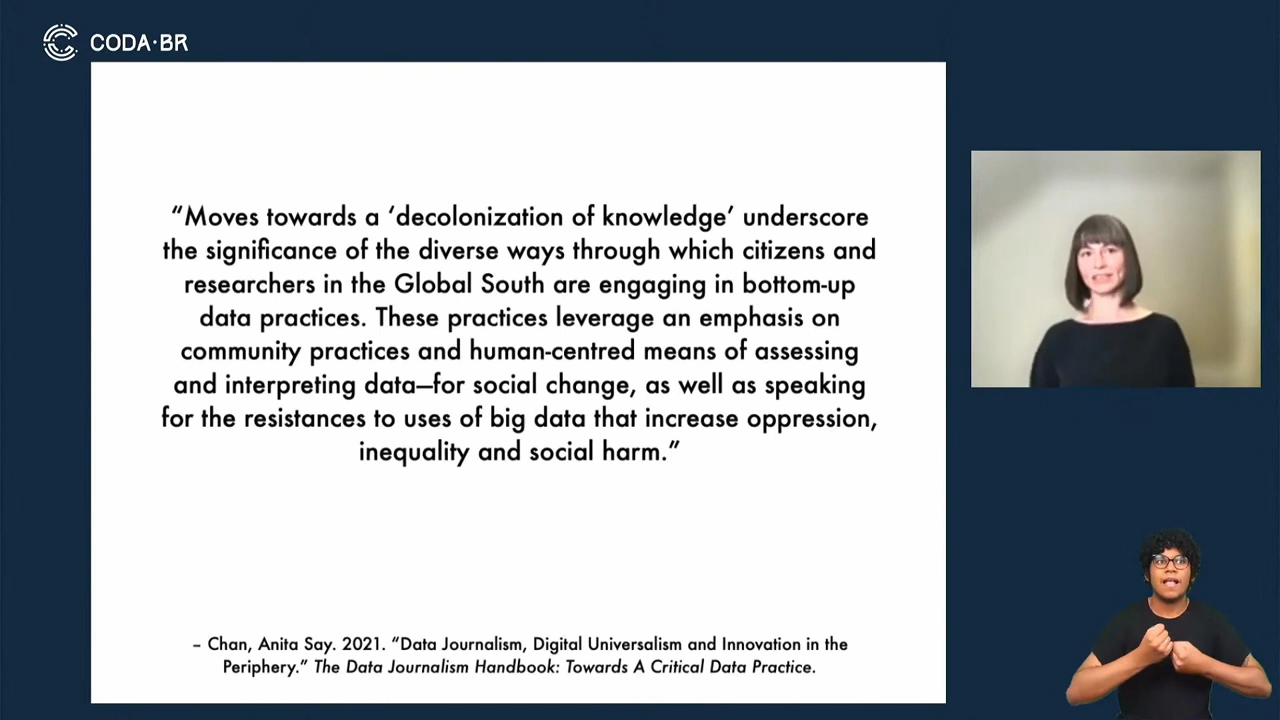 CODA·BR
“Moves towards a ‘decolonization of knowledge’ underscore
the significance of the diverse ways through which citizens and
researchers in the Global South are engaging in bottom-up
data practices. These practices leverage an emphasis on
community practices and human-centred means of assessing
and interpreting data—for social change, as well as speaking
for the resistances to uses of big data that increase oppression,
inequality and social harm.”
– Chan, Anita Say. 2021. “Data Journalism, Digital Universalism and Innovation in the
Periphery.” The Data Journalism Handbook: Towards A Critical Data Practice.